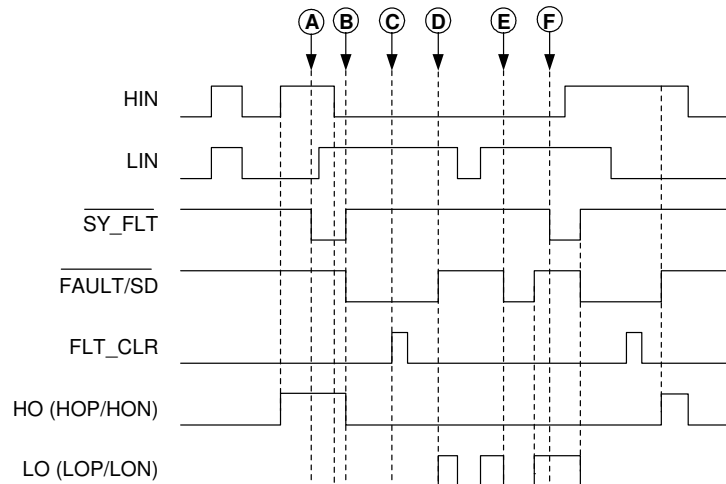 A B C D E F
HIN
LIN
SY_FLT
FAULT/SD
FLT_CLR
HO (HOP/HON)
LO (LOP/LON)